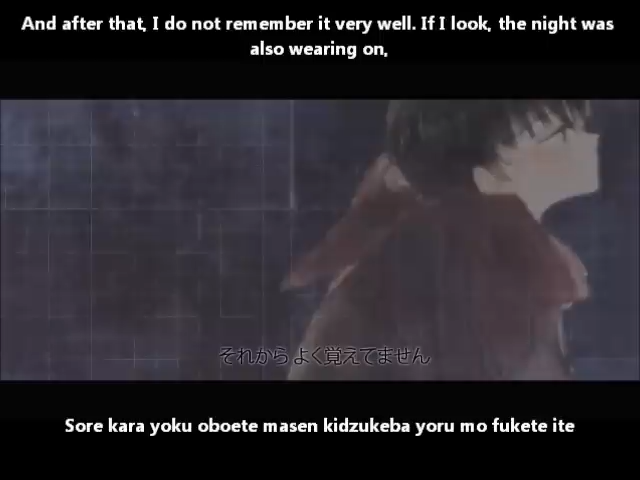 And after that, I do not remember it very well. If I look, the night was
also wearing on,
それから よく覚えてません
Sore kara yoku oboete masen kidzukeba yoru mo fukete ite